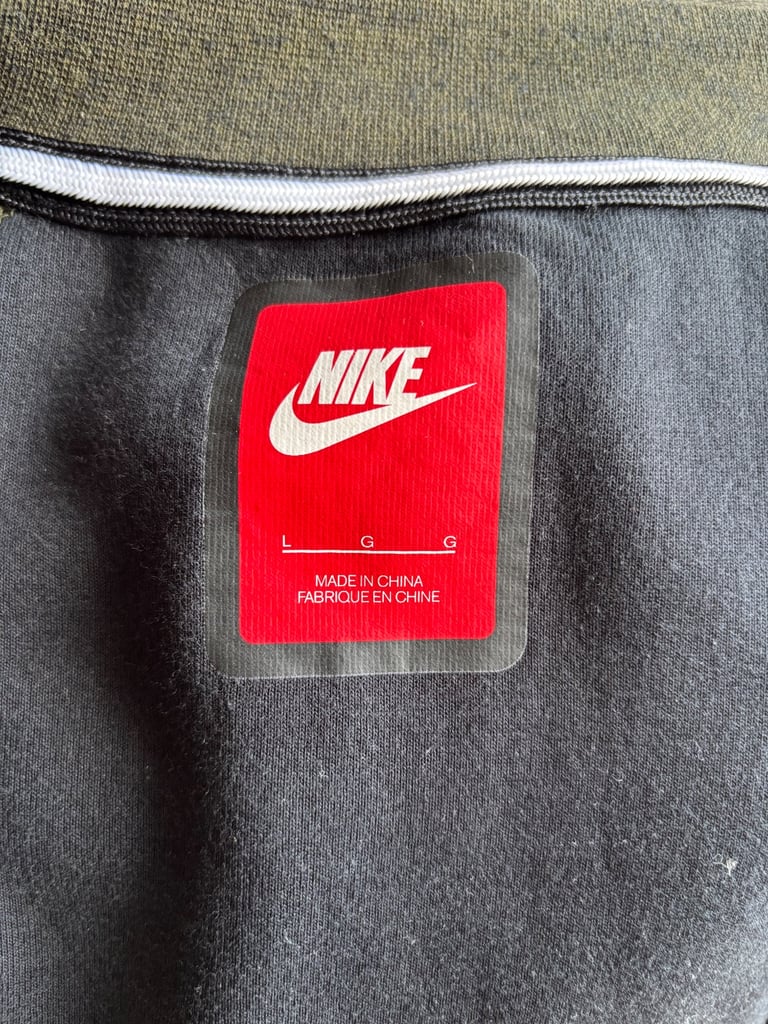 NIKE
L G G
MADE IN CHINA
FABRIQUE EN CHINE